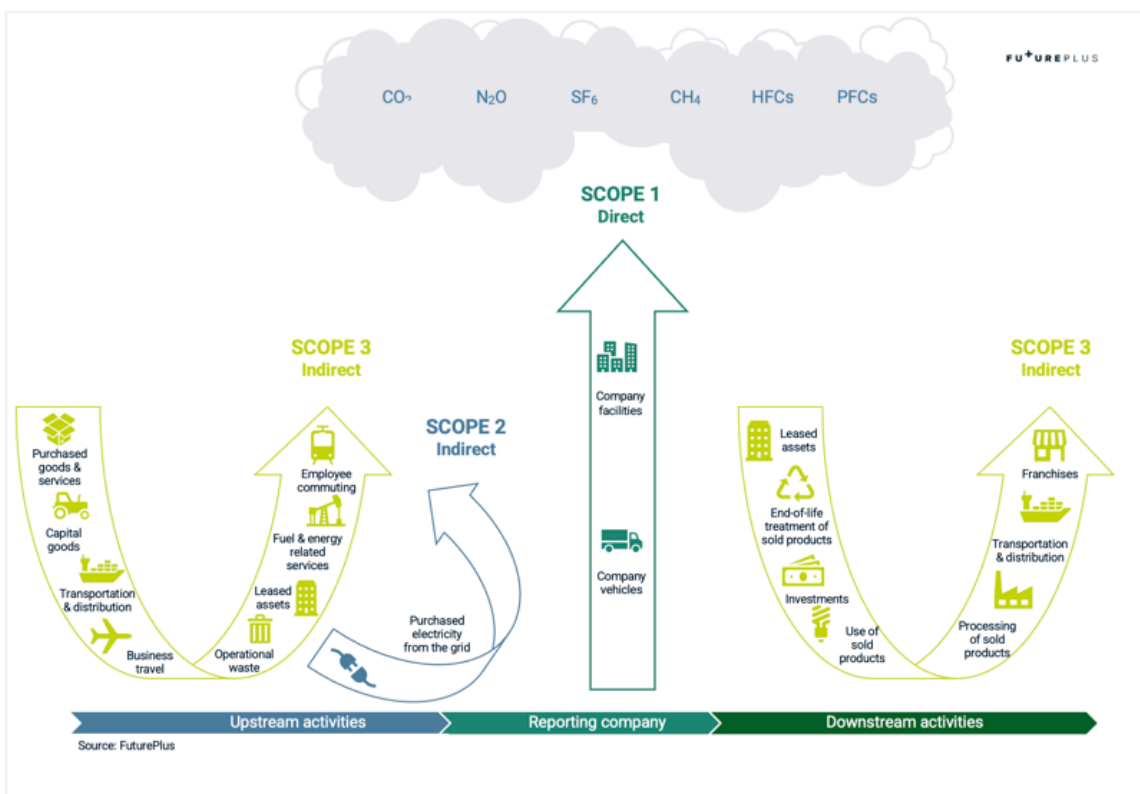 FU+UREPLUS
CO₂
N₂O
SF₆
CH₄
HFCs
PFCs
SCOPE 1
Direct
Company
facilities
Company
vehicles
SCOPE 3
Indirect
Purchased
goods &
services
Capital
goods
Transportation
& distribution
Business
travel
Operational
waste
Leased
assets
Fuel & energy
related
services
Employee
commuting
SCOPE 2
Indirect
Purchased
electricity
from the grid
SCOPE 3
Indirect
Leased
assets
End-of-life
treatment of
sold products
Investments
Use of
sold
products
Processing
of sold
products
Transportation
& distribution
Franchises
Upstream activities
Reporting company
Downstream activities
Source: FuturePlus